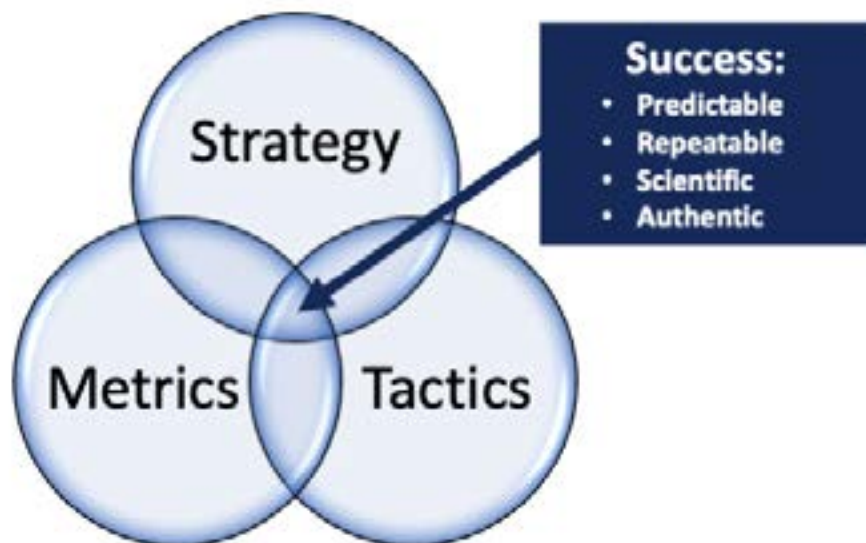 Strategy
Metrics
Tactics
Success:
• Predictable
• Repeatable
• Scientific
• Authentic